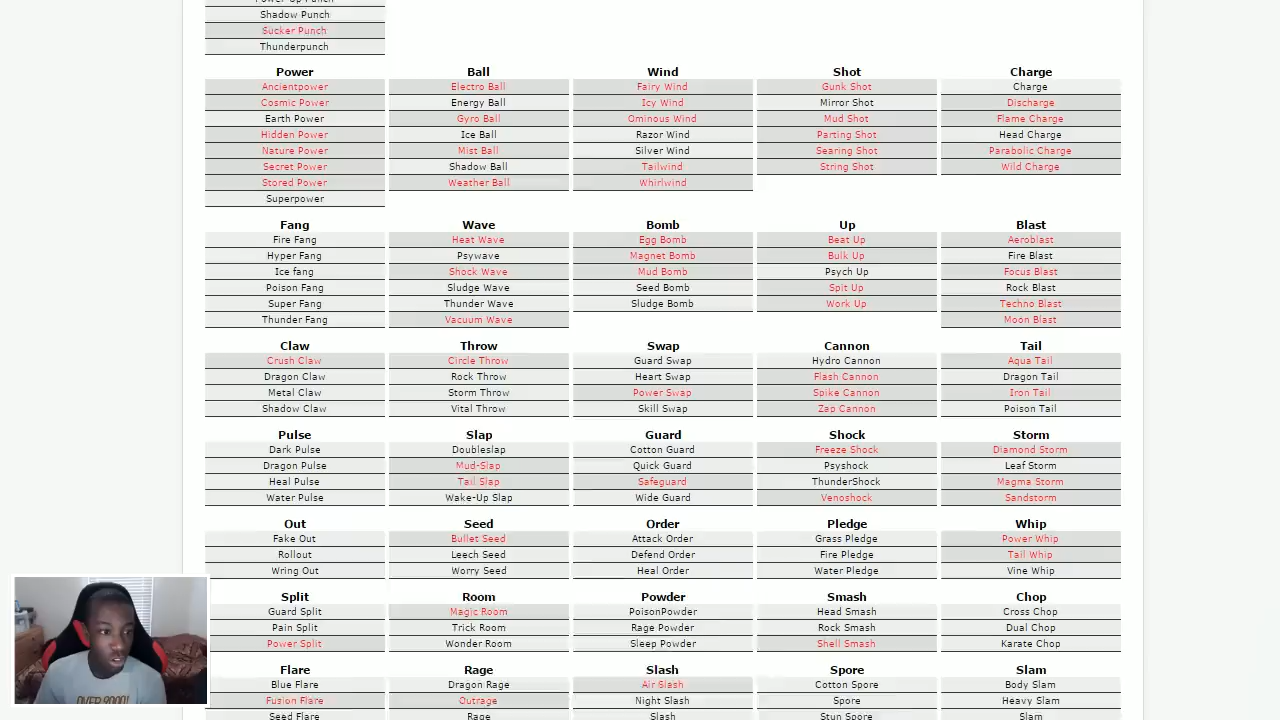 Power-Up Punch
Shadow Punch
Sucker Punch
Thunderpunch
Power Ball Wind Shot Charge
Ancientpower Electro Ball Fairy Wind Gunk Shot Charge
Cosmic Power Energy Ball Icy Wind Mirror Shot Discharge
Earth Power Gyro Ball Ominous Wind Mud Shot Flame Charge
Hidden Power Ice Ball Razor Wind Parting Shot Head Charge
Nature Power Mist Ball Silver Wind Searing Shot Parabolic Charge
Secret Power Shadow Ball Tailwind String Shot Wild Charge
Stored Power Weather Ball Whirlwind
Superpower
Fang Wave Bomb Up Blast
Fire Fang Heat Wave Egg Bomb Beat Up Aeroblast
Hyper Fang Psywave Magnet Bomb Bulk Up Fire Blast
Ice fang Shock Wave Mud Bomb Psych Up Focus Blast
Poison Fang Sludge Wave Seed Bomb Spit Up Rock Blast
Super Fang Thunder Wave Sludge Bomb Work Up Techno Blast
Thunder Fang Vacuum Wave Moon Blast
Claw Throw Swap Cannon Tail
Crush Claw Circle Throw Guard Swap Hydro Cannon Aqua Tail
Dragon Claw Rock Throw Heart Swap Flash Cannon Dragon Tail
Metal Claw Storm Throw Power Swap Spike Cannon Iron Tail
Shadow Claw Vital Throw Skill Swap Zap Cannon Poison Tail
Pulse Slap Guard Shock Storm
Dark Pulse Doubleslap Cotton Guard Freeze Shock Diamond Storm
Dragon Pulse Mud-Slap Quick Guard Psyshock Leaf Storm
Heal Pulse Tail Slap Safeguard ThunderShock Magma Storm
Water Pulse Wake-Up Slap Wide Guard Venoshock Sandstorm
Out Seed Order Pledge Whip
Fake Out Bullet Seed Attack Order Grass Pledge Power Whip
Rollout Leech Seed Defend Order Fire Pledge Tail Whip
Wring Out Worry Seed Heal Order Water Pledge Vine Whip
Split Room Powder Smash Chop
Guard Split Magic Room PoisonPowder Head Smash Cross Chop
Pain Split Trick Room Rage Powder Rock Smash Dual Chop
Power Split Wonder Room Sleep Powder Shell Smash Karate Chop
Flare Rage Slash Spore Slam
Blue Flare Dragon Rage Air Slash Cotton Spore Body Slam
Fusion Flare Outrage Night Slash Spore Heavy Slam
Seed Flare Rage Slash Stun Spore Slam